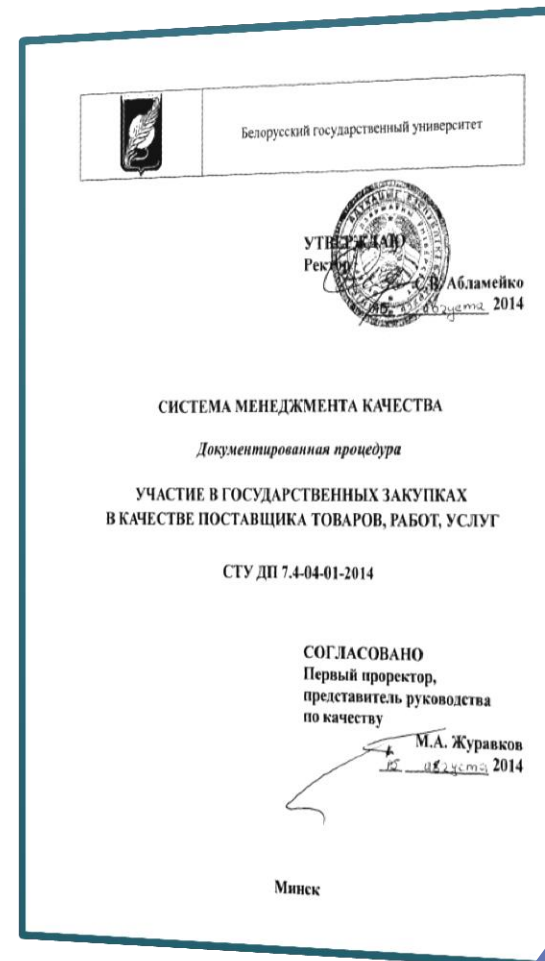 Белорусский государственный университет
УТВЕРЖДАЮ
Ректор
С.В. Абламейко
августа 2014
СИСТЕМА МЕНЕДЖМЕНТА КАЧЕСТВА
Документированная процедура
УЧАСТИЕ В ГОСУДАРСТВЕННЫХ ЗАКУПКАХ
В КАЧЕСТВЕ ПОСТАВЩИКА ТОВАРОВ, РАБОТ, УСЛУГ
СТУ ДП 7.4-04-01-2014
СОГЛАСОВАНО
Первый проректор,
представитель руководства
по качеству
М.А. Журавков
15 августа 2014
Минск